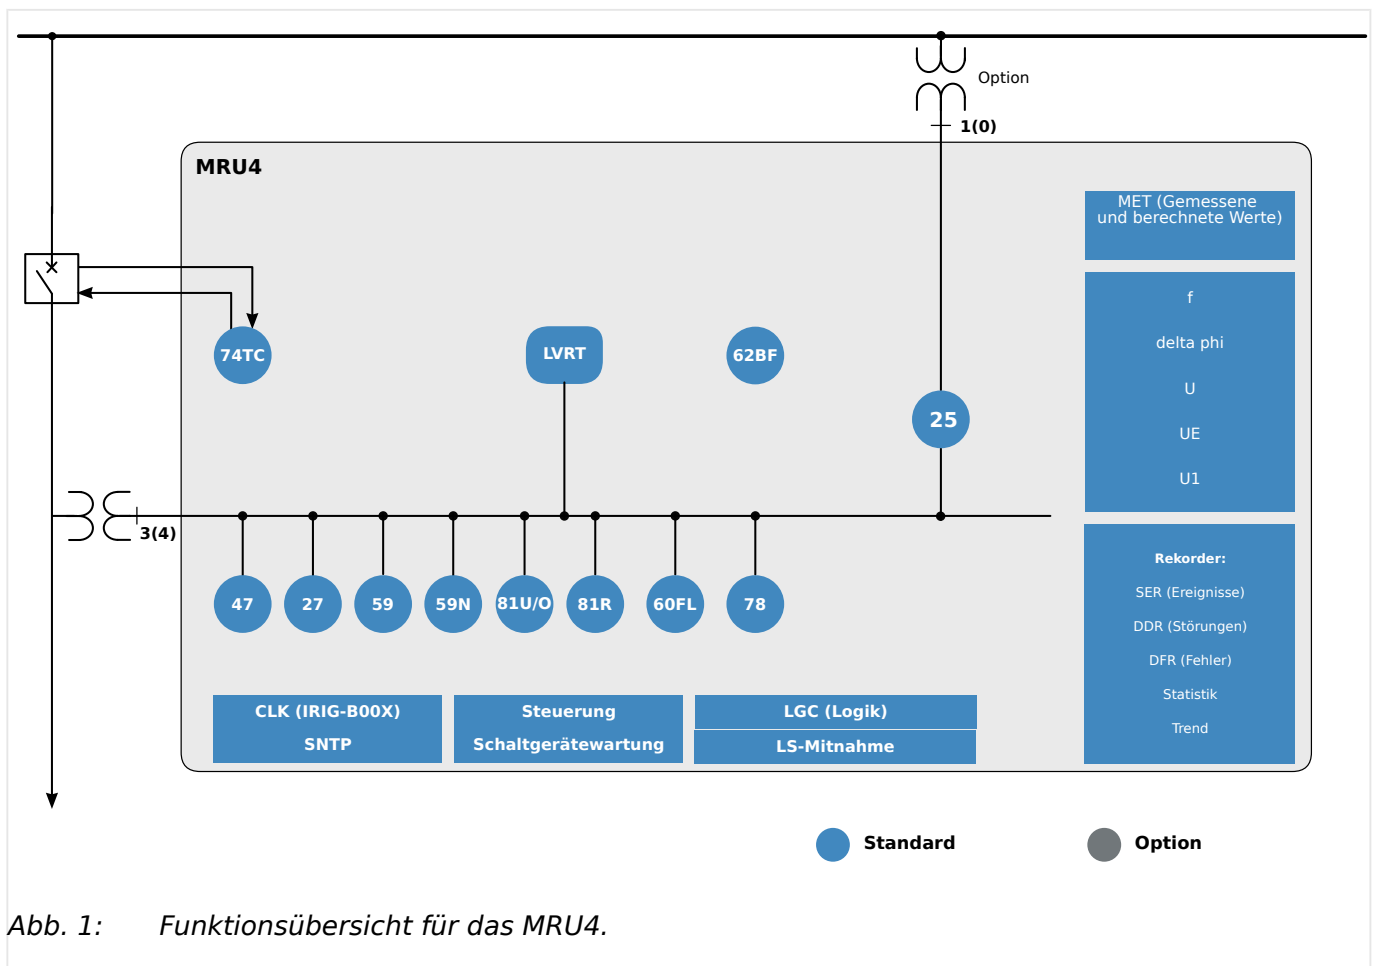 Option
1(0)
MRU4
MET (Gemessene
und berechnete Werte)
f
delta phi
U
UE
U1
74TC
LVRT
62BF
25
3(4)
47
27
59
59N
81U/O
81R
60FL
78
Rekorder:
SER (Ereignisse)
DDR (Störungen)
DFR (Fehler)
Statistik
Trend
CLK (IRIG-B00X)
SNTP
Steuerung
Schaltgerätewartung
LGC (Logik)
LS-Mitnahme
Standard
Option
Abb. 1: Funktionsübersicht für das MRU4.